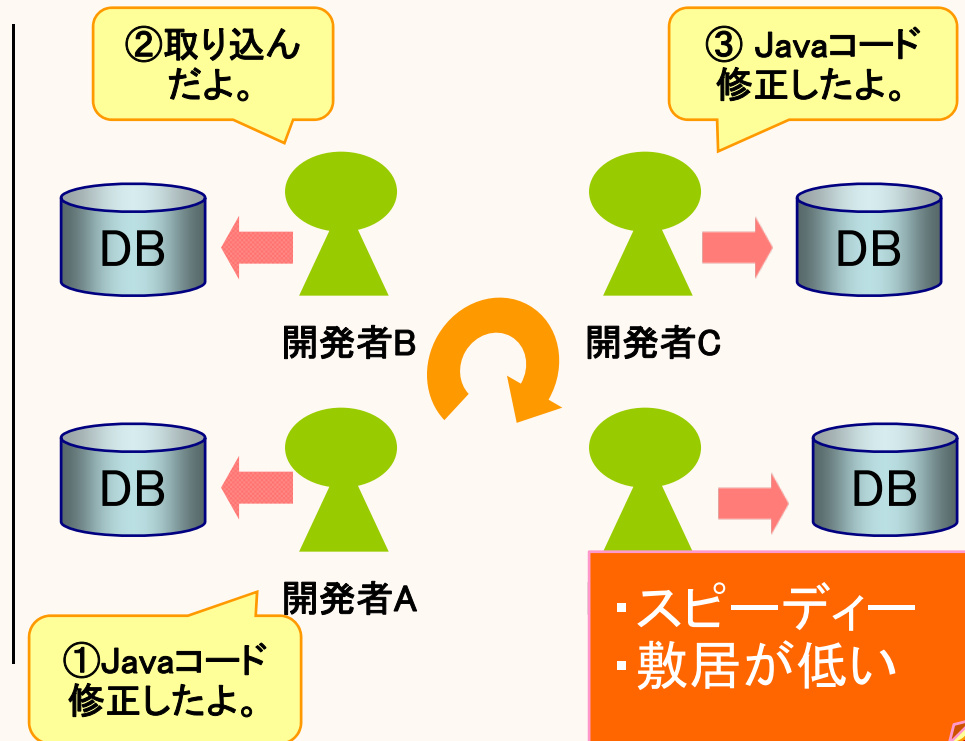 ②取り込ん
だよ。
③ Javaコード
修正したよ。
DB
DB
開発者B
開発者C
DB
DB
開発者A
①Javaコード
修正したよ。
・スピーディー
・敷居が低い